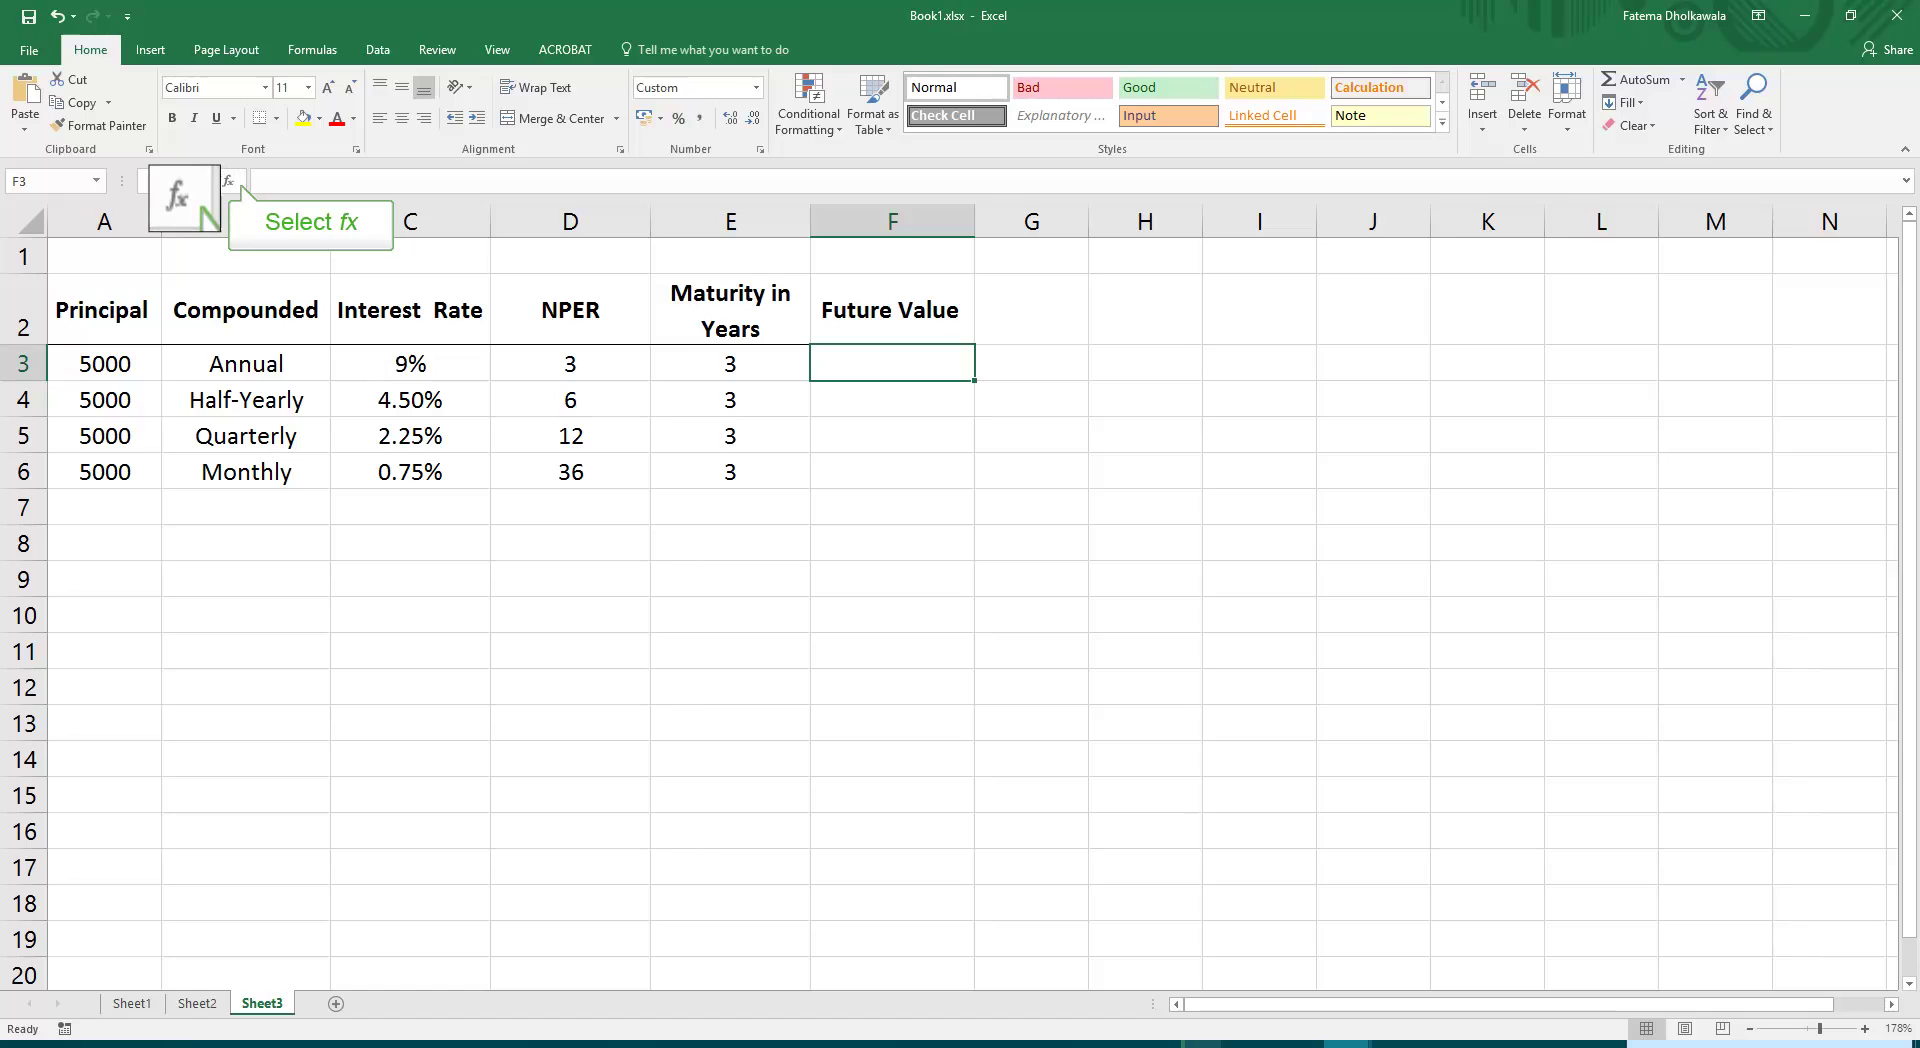 Book1.xlsx - Excel
Fatema Dholkawala
File Home Insert Page Layout Formulas Data Review View ACROBAT Tell me what you want to do Share
Paste
Cut
Copy
Format Painter
Clipboard
Calibri 11
B I U
Font
Wrap Text
Merge & Center
Alignment
Custom
%
Number
Conditional Formatting
Format as Table
Normal Bad Good Neutral Calculation
Check Cell Explanatory ... Input Linked Cell Note
Styles
Insert Delete Format
Cells
AutoSum
Fill
Clear
Sort & Filter
Find & Select
Editing
F3
fx
fx
Select fx
A C D E F G H I J K L M N
1
2 Principal Compounded Interest Rate NPER Maturity in Years Future Value
3 5000 Annual 9% 3 3
4 5000 Half-Yearly 4.50% 6 3
5 5000 Quarterly 2.25% 12 3
6 5000 Monthly 0.75% 36 3
7
8
9
10
11
12
13
14
15
16
17
18
19
20
Sheet1 Sheet2 Sheet3
Ready
178%